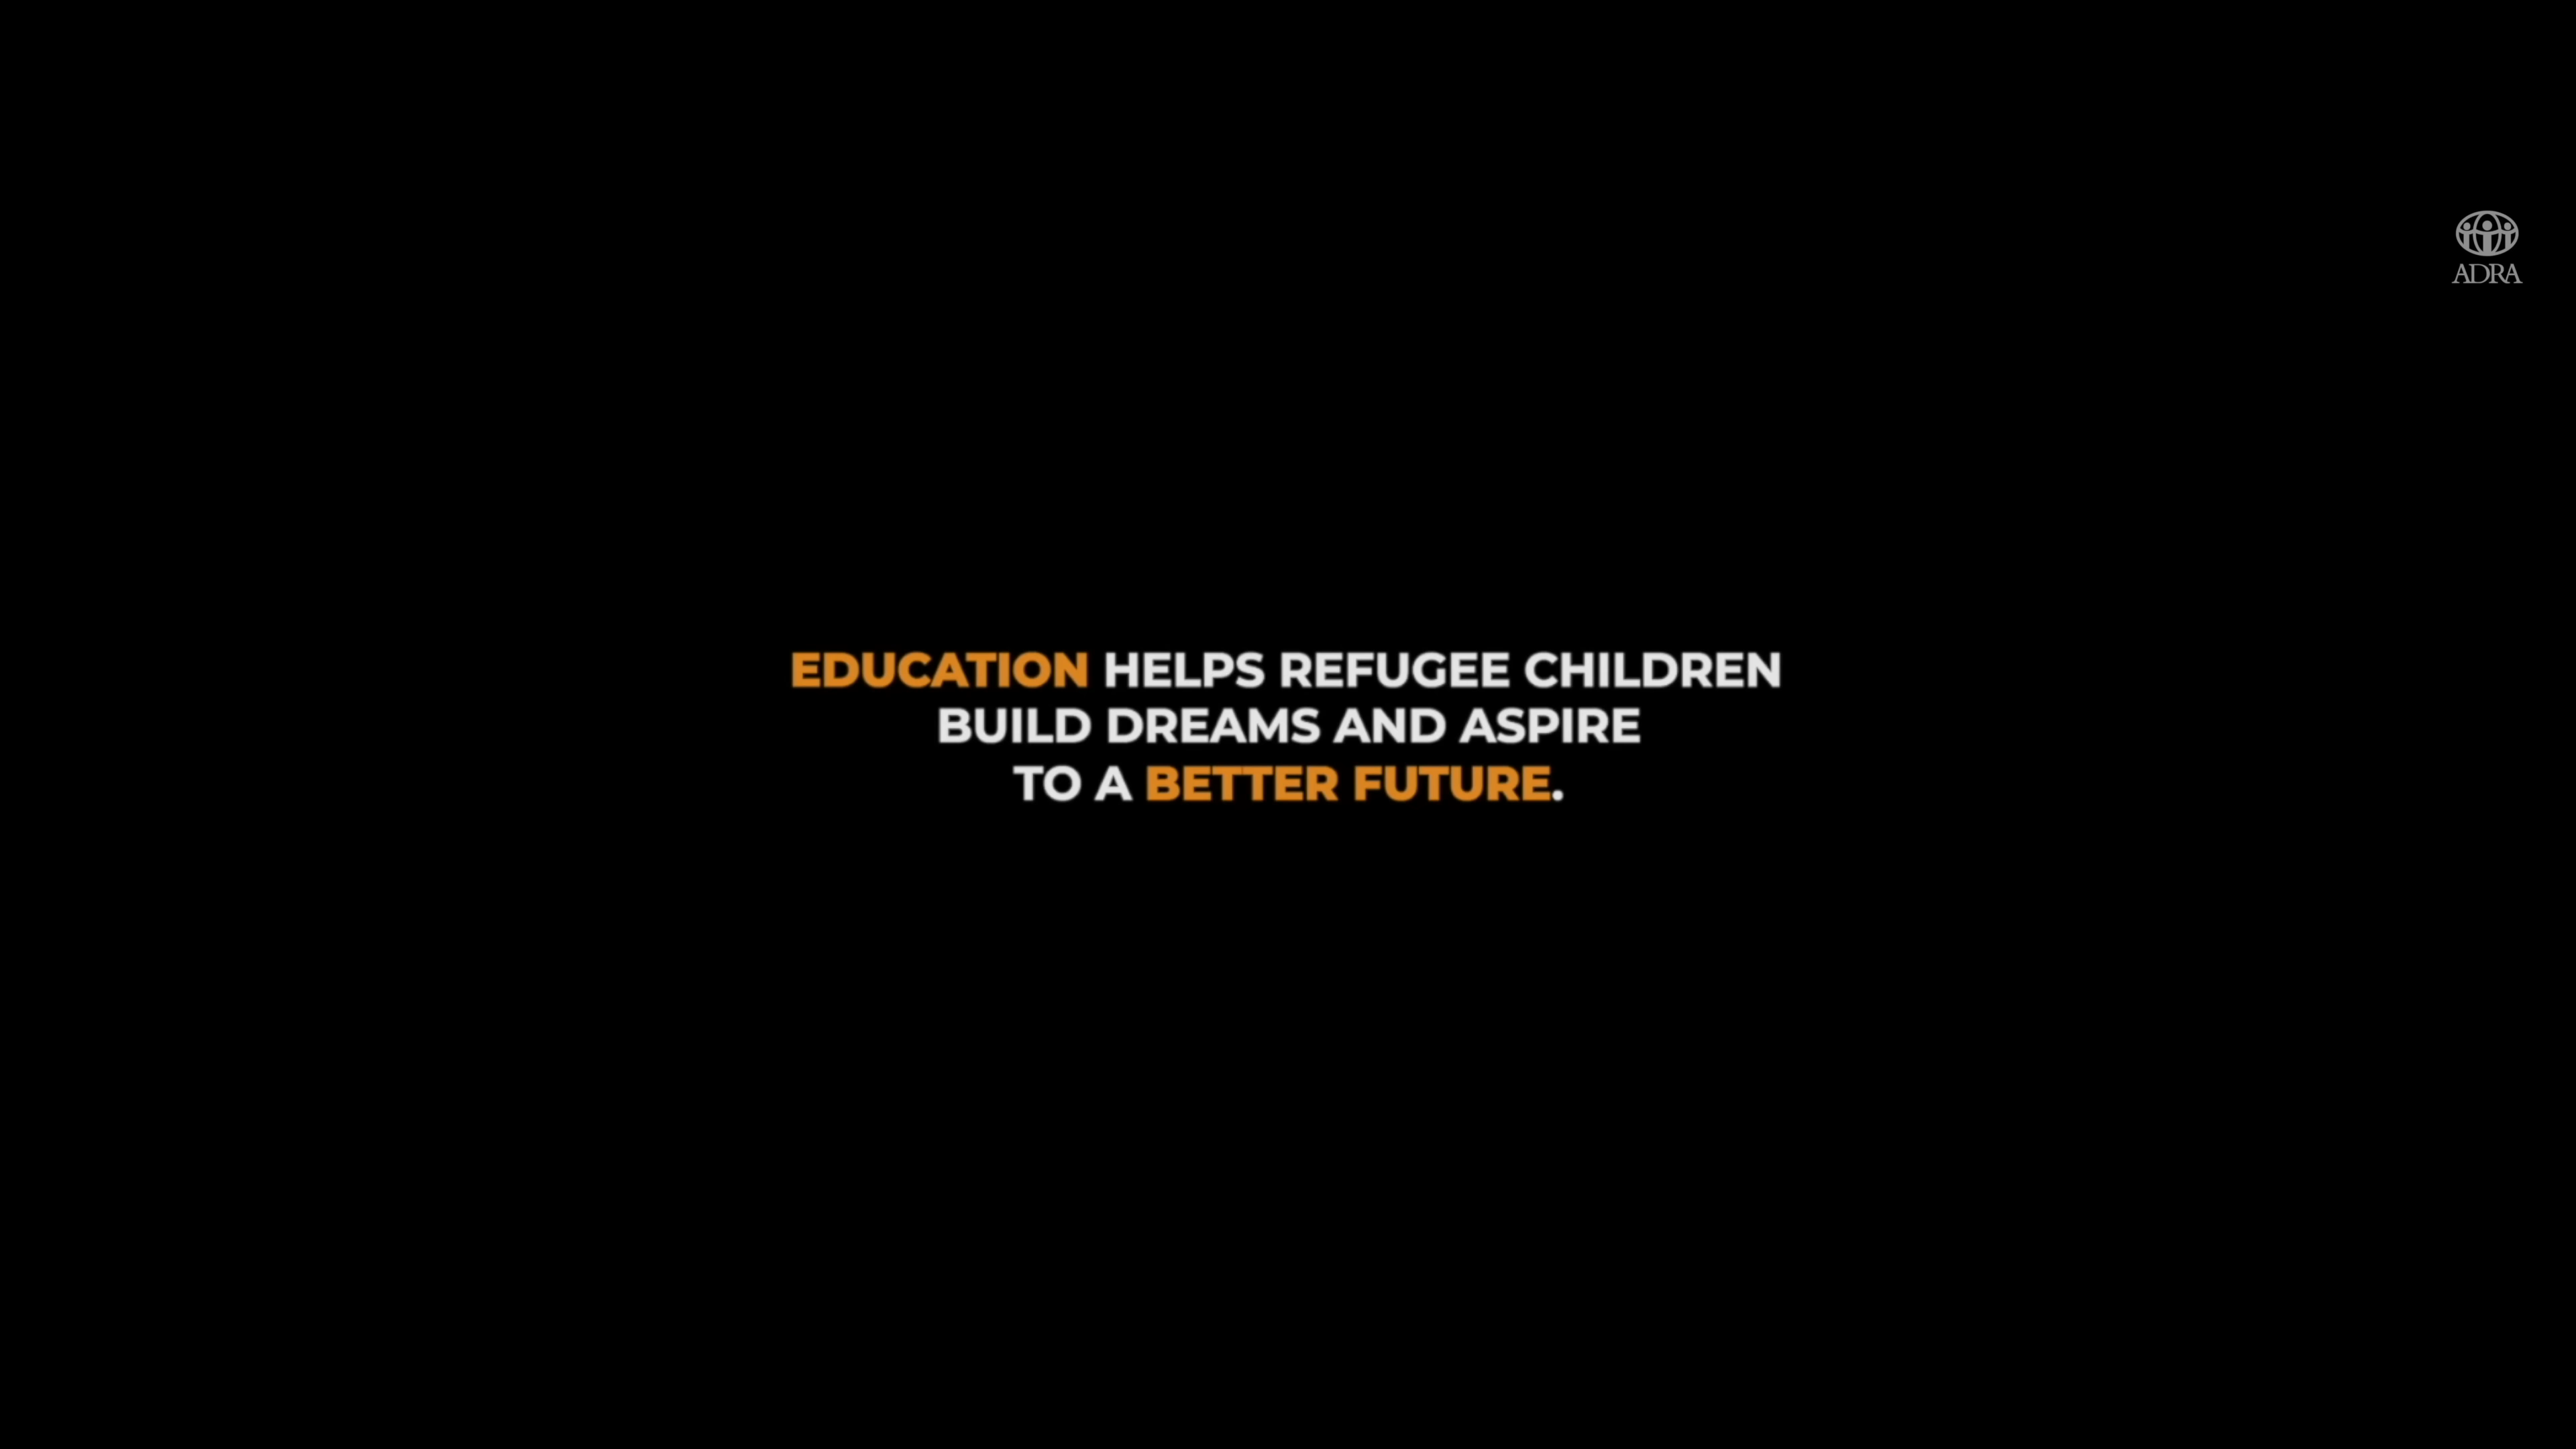 ADRA
EDUCATION HELPS REFUGEE CHILDREN
BUILD DREAMS AND ASPIRE
TO A BETTER FUTURE.